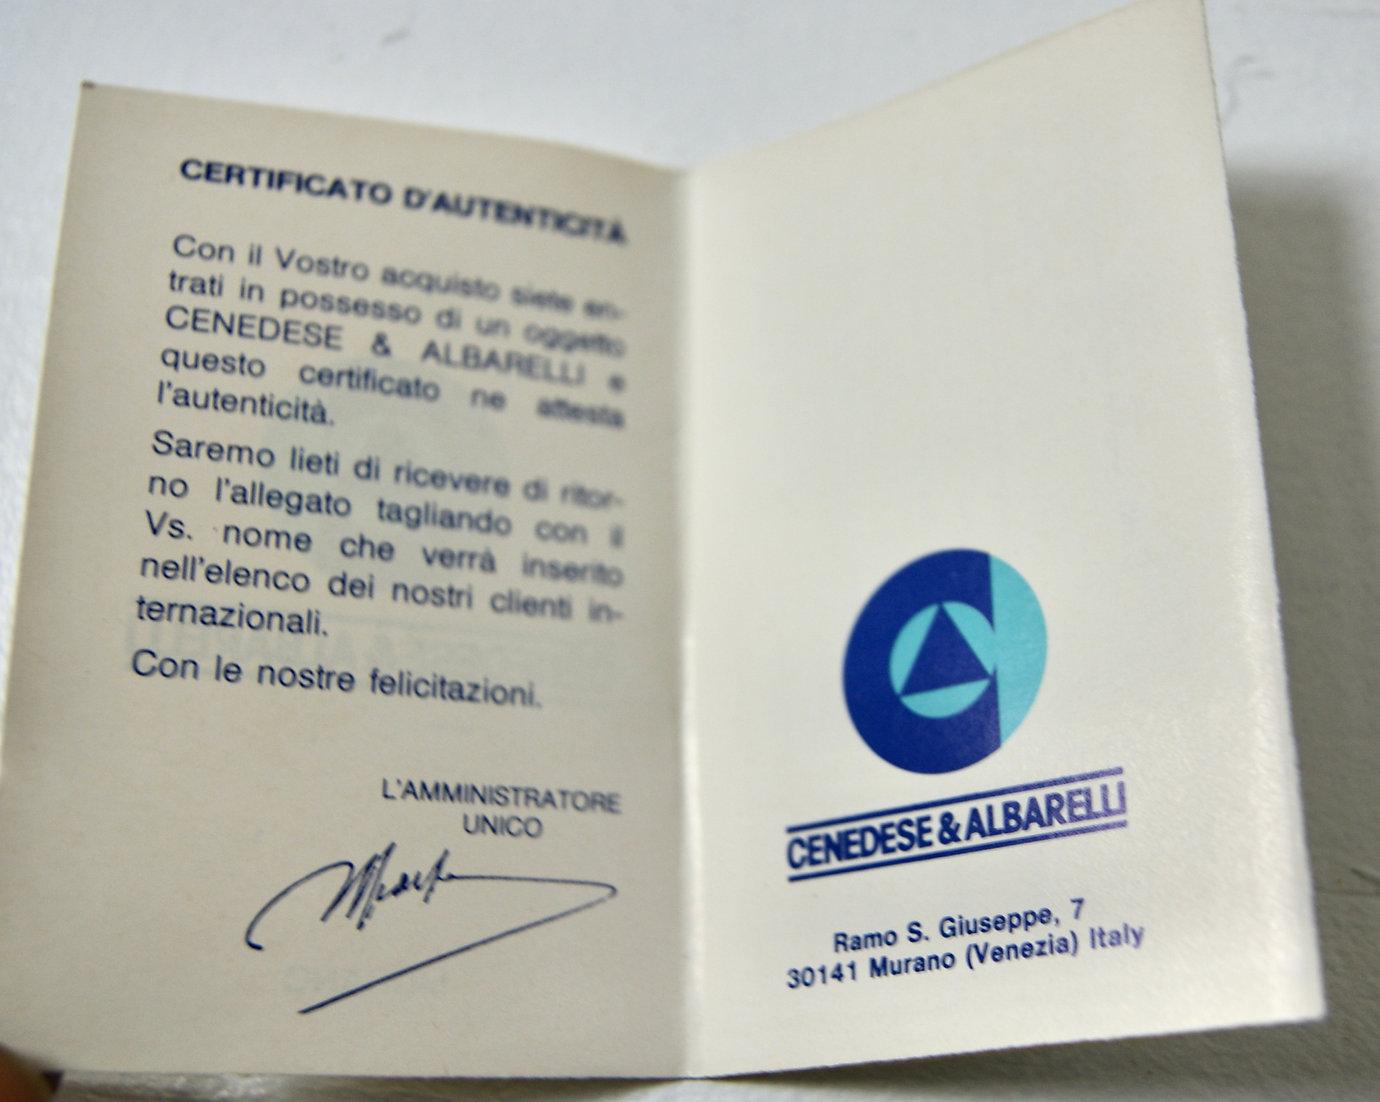 CERTIFICATO D'AUTENTICITÀ
Con il Vostro acquisto siete en-
trati in possesso di un oggetto
CENEDESE & ALBARELLI e
questo certificato ne attesta
l'autenticità.
Saremo lieti di ricevere di ritor-
no l'allegato tagliando con il
Vs. nome che verrà inserito
nell'elenco dei nostri clienti in-
ternazionali.
Con le nostre felicitazioni.
L'AMMINISTRATORE
UNICO
CENEDESE & ALBARELLI
Ramo S. Giuseppe, 7
30141 Murano (Venezia) Italy